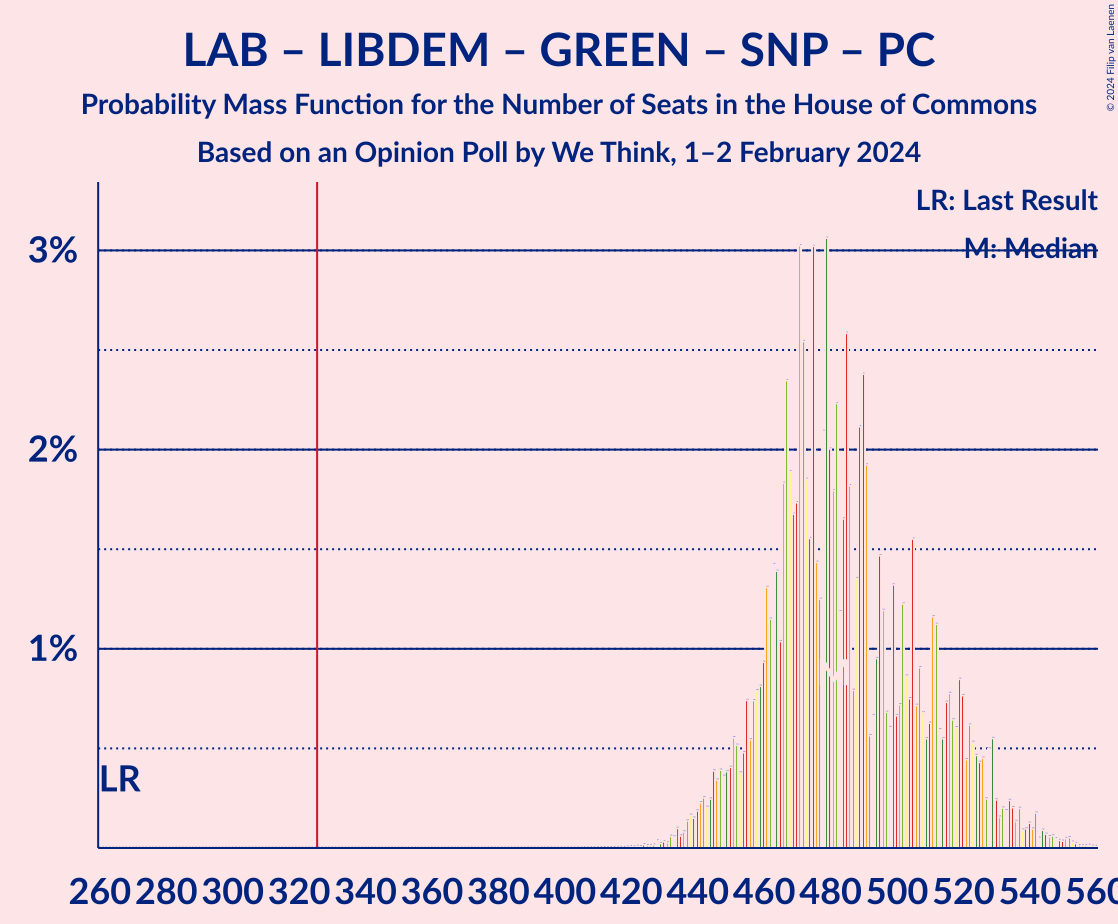 LAB – LIBDEM – GREEN – SNP – PC
Probability Mass Function for the Number of Seats in the House of Commons
Based on an Opinion Poll by We Think, 1–2 February 2024
© 2024 Filip van Laenen
LR: Last Result
M: Median
3%
2%
1%
LR
260 280 300 320 340 360 380 400 420 440 460 480 500 520 540 560